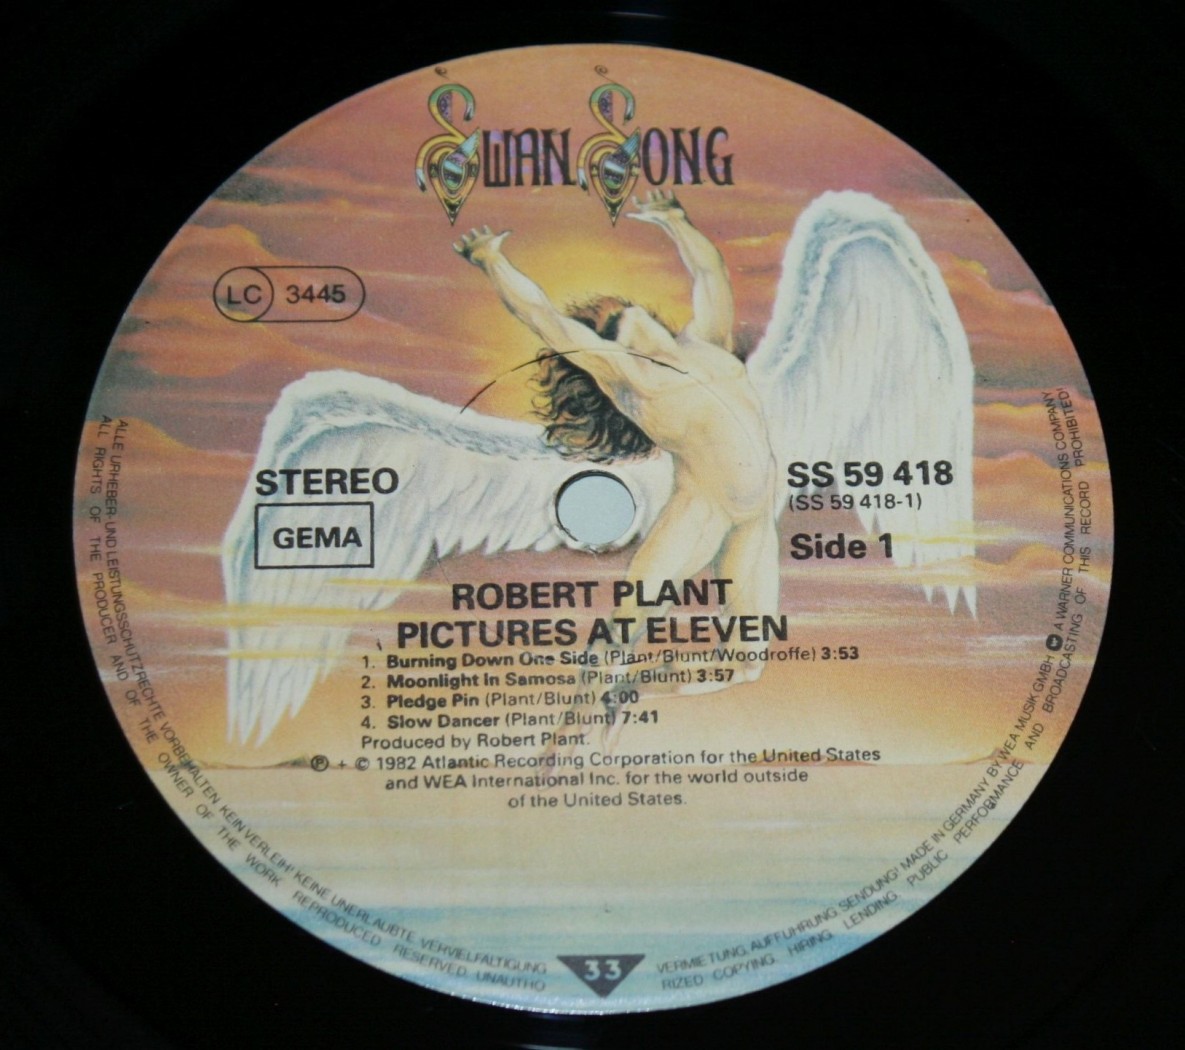 SWAN SONG
LC 3445
STEREO
GEMA
SS 59 418
(SS 59 418-1)
Side 1
ROBERT PLANT
PICTURES AT ELEVEN
1. Burning Down One Side (Plant/Blunt/Woodroffe) 3:53
2. Moonlight In Samosa (Plant/Blunt) 3:57
3. Pledge Pin (Plant/Blunt) 4:00
4. Slow Dancer (Plant/Blunt) 7:41
Produced by Robert Plant.
℗ + © 1982 Atlantic Recording Corporation for the United States
and WEA International Inc. for the world outside
of the United States.
33
ALLE URHEBER- UND LEISTUNGSSCHUTZRECHTE VORBEHALTEN KEIN VERLEIH! KEINE UNERLAUBTE VERVIELFÄLTIGUNG VERMIETUNG, AUFFÜHRUNG, SENDUNG! MADE IN GERMANY BY WEA MUSIK GMBH A WARNER COMMUNICATIONS COMPANY
ALL RIGHTS OF THE PRODUCER AND OF THE OWNER OF THE WORK REPRODUCED RESERVED UNAUTHORIZED COPYING. HIRING LENDING. PUBLIC PERFORMANCE AND BROADCASTING OF THIS RECORD PROHIBITED!